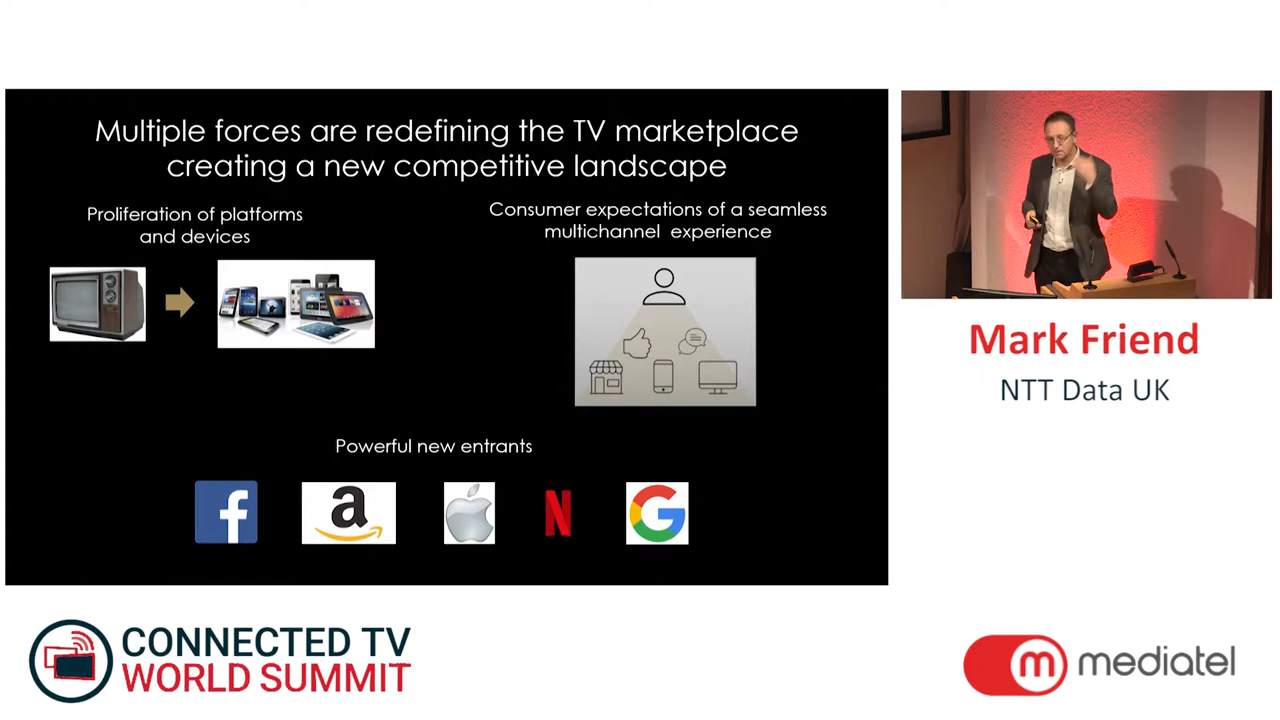 Multiple forces are redefining the TV marketplace
creating a new competitive landscape
Proliferation of platforms
and devices
Consumer expectations of a seamless
multichannel  experience
Powerful new entrants
f
a
N
G
Mark Friend
NTT Data UK
CONNECTED TV
WORLD SUMMIT
m mediatel